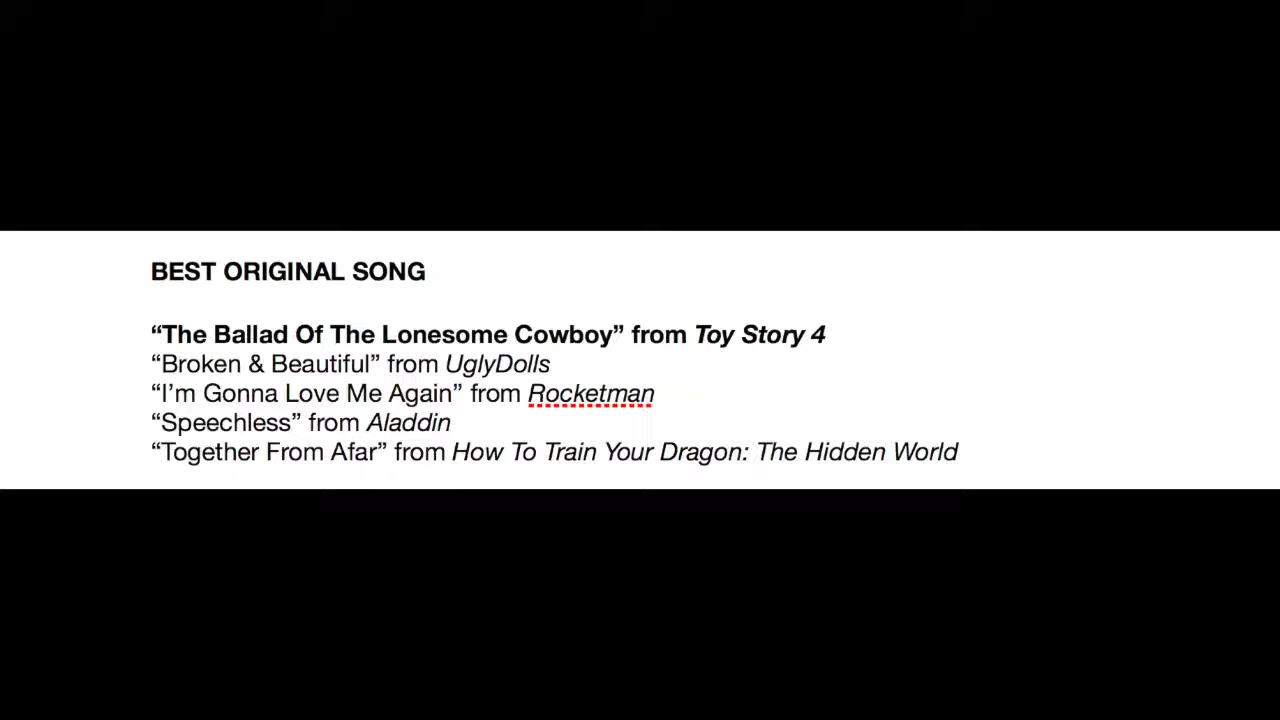 BEST ORIGINAL SONG
“The Ballad Of The Lonesome Cowboy” from Toy Story 4
“Broken & Beautiful” from UglyDolls
“I’m Gonna Love Me Again” from Rocketman
“Speechless” from Aladdin
“Together From Afar” from How To Train Your Dragon: The Hidden World